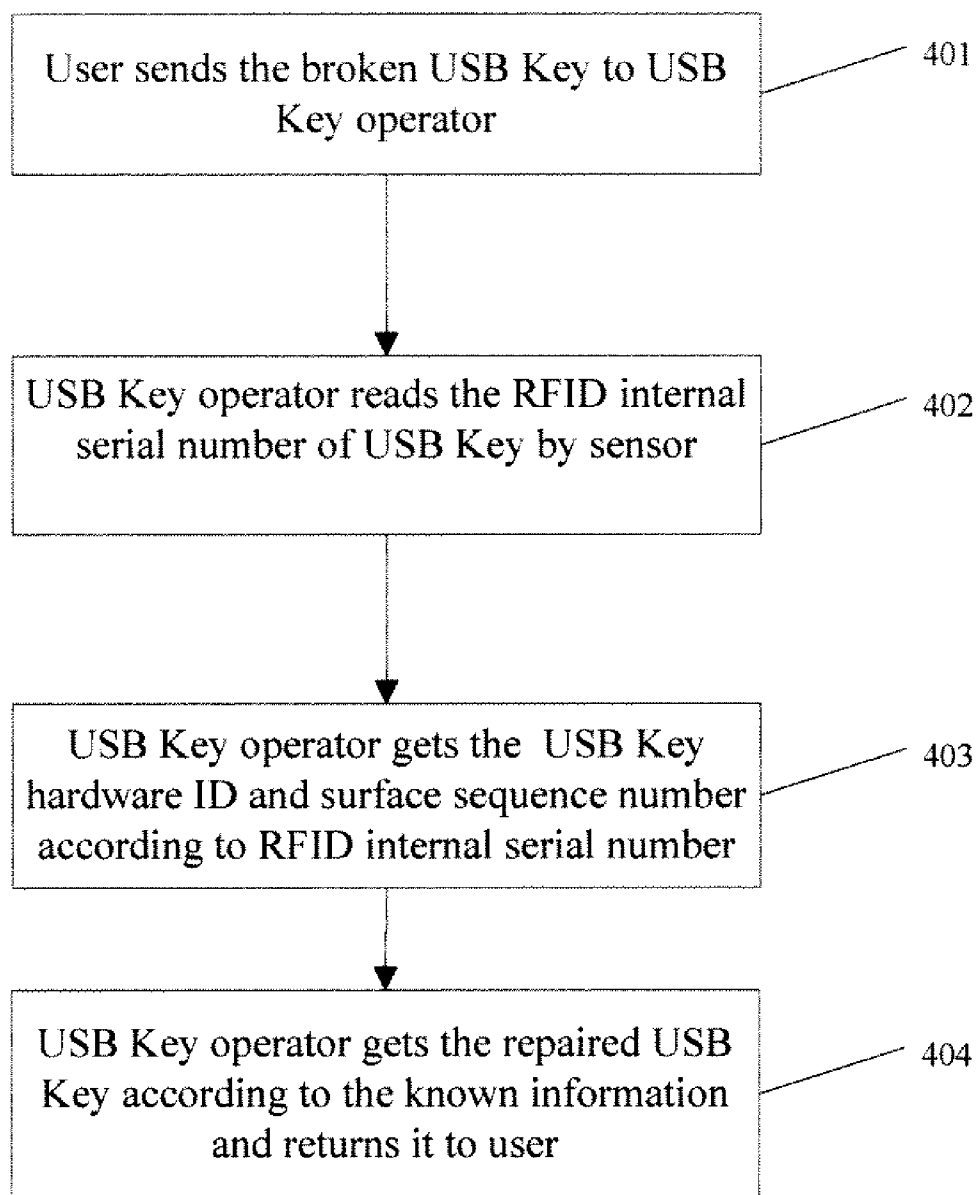 User sends the broken USB Key to USB
Key operator
401
USB Key operator reads the RFID internal
serial number of USB Key by sensor
402
USB Key operator gets the USB Key
hardware ID and surface sequence number
according to RFID internal serial number
403
USB Key operator gets the repaired USB
Key according to the known information
and returns it to user
404